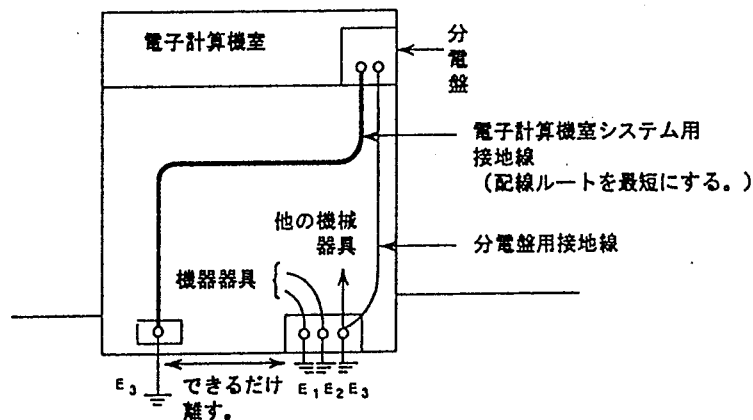 電子計算機室
分
電
盤
電子計算機室システム用
接地線
(配線ルートを最短にする。)
他の機械
器具
分電盤用接地線
機器器具
E₃
できるだけ
離す。
E₁ E₂ E₃